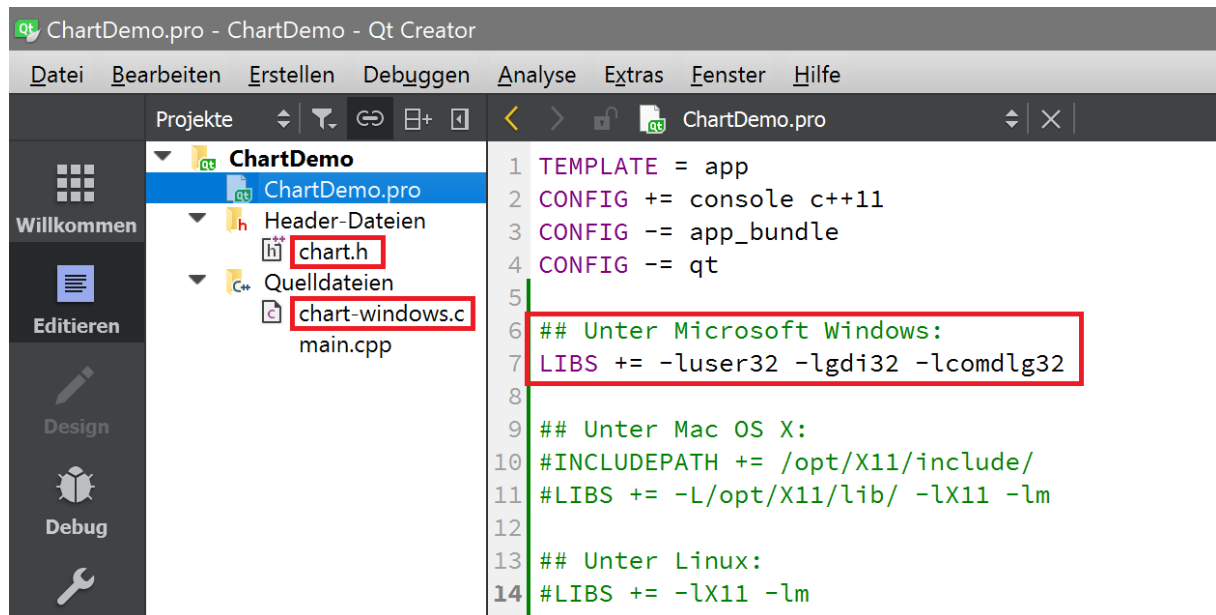 ChartDemo.pro - ChartDemo - Qt Creator
Datei Bearbeiten Erstellen Debuggen Analyse Extras Fenster Hilfe
Projekte
ChartDemo.pro
Willkommen
Editieren
Design
Debug
ChartDemo
ChartDemo.pro
Header-Dateien
chart.h
Quelldateien
chart-windows.c
main.cpp
1 TEMPLATE = app
2 CONFIG += console c++11
3 CONFIG -= app_bundle
4 CONFIG -= qt
5
6 ## Unter Microsoft Windows:
7 LIBS += -luser32 -lgdi32 -lcomdlg32
8
9 ## Unter Mac OS X:
10 #INCLUDEPATH += /opt/X11/include/
11 #LIBS += -L/opt/X11/lib/ -lX11 -lm
12
13 ## Unter Linux:
14 #LIBS += -lX11 -lm